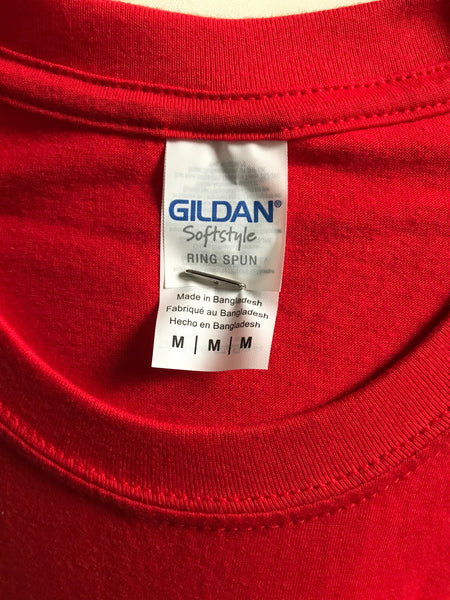 GILDAN®
Softstyle
RING SPUN
Made in Bangladesh
Fabriqué au Bangladesh
Hecho en Bangladesh
M | M | M